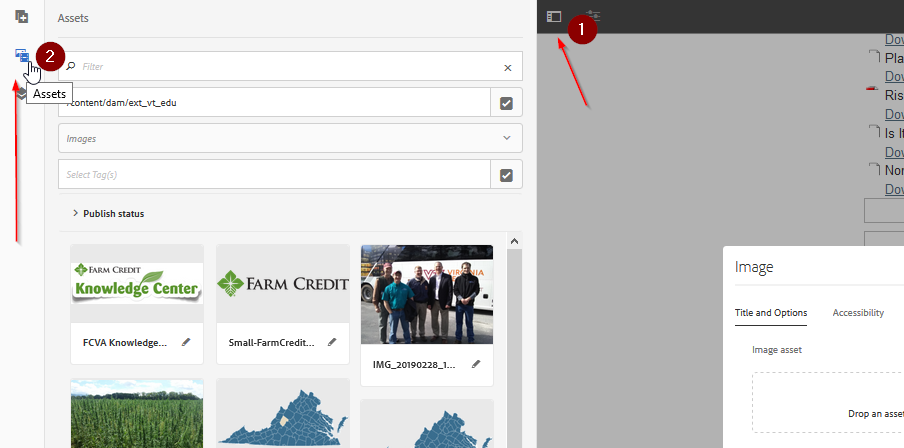 Assets
1
2
Filter
Assets
/content/dam/ext_vt_edu
Images
Select Tag(s)
Publish status
FARM CREDIT
Knowledge Center
FCVA Knowledge...
FARM CREDIT
Small-FarmCredit...
VIRGINIA
IMG_20190228_1...
Dov
Pla
Dov
Ris
Dov
Is It
Dov
Nor
Dov
Image
Title and Options
Accessibility
Image asset
Drop an asset